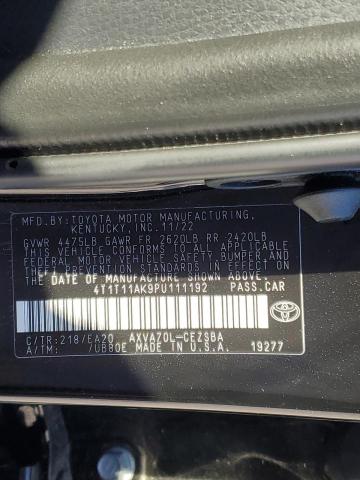 MFD.BY:TOYOTA MOTOR MANUFACTURING,
KENTUCKY, INC. 11/22
GVWR 4475LB GAWR FR 2620LB RR 2420LB
THIS VEHICLE CONFORMS TO ALL APPLICABLE
FEDERAL MOTOR VEHICLE SAFETY, BUMPER, AND
THEFT PREVENTION STANDARDS IN EFFECT ON
THE DATE OF MANUFACTURE SHOWN ABOVE.
4T1T11AK9PU111192 PASS.CAR
C/TR:218/EA20 AXVA70L-CEZSBA
A/TM: /UB80E MADE IN U.S.A. 19277
TOYOTA